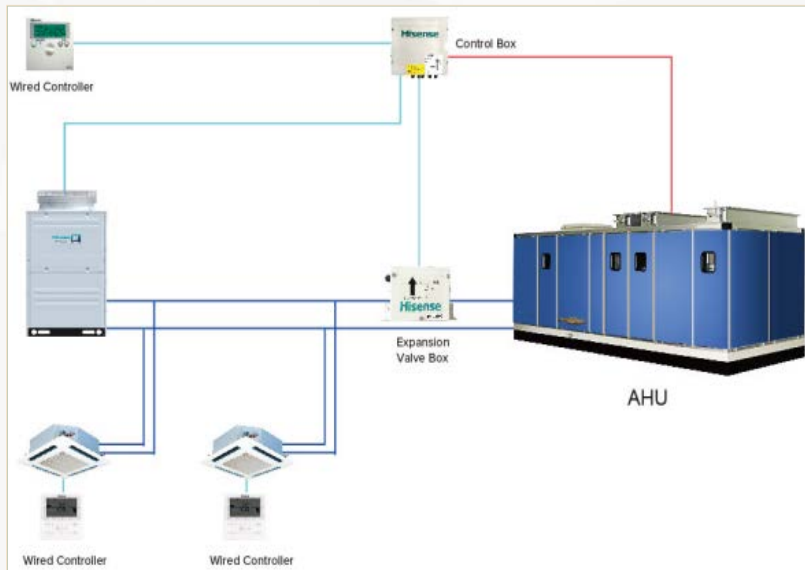 Hisense
Control Box
Wired Controller
Hisense
Expansion
Valve Box
AHU
Wired Controller
Wired Controller